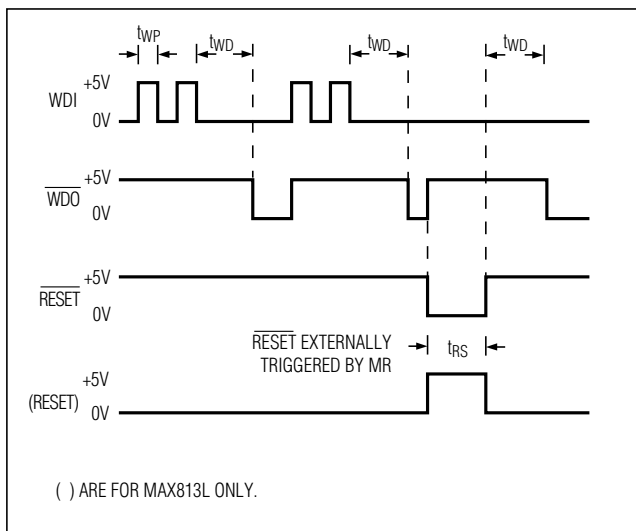 tWP tWD tWD tWD
+5V
WDI
0V
+5V
WDO
0V
+5V
RESET
0V
RESET EXTERNALLY
TRIGGERED BY MR
tRS
+5V
(RESET)
0V
( ) ARE FOR MAX813L ONLY.